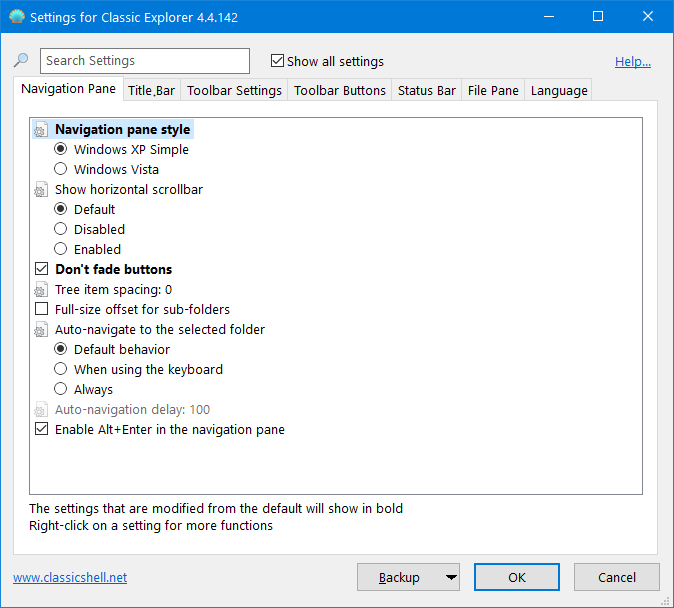 Settings for Classic Explorer 4.4.142
Search Settings
Show all settings
Help...
Navigation Pane
Title Bar
Toolbar Settings
Toolbar Buttons
Status Bar
File Pane
Language
Navigation pane style
Windows XP Simple
Windows Vista
Show horizontal scrollbar
Default
Disabled
Enabled
Don't fade buttons
Tree item spacing: 0
Full-size offset for sub-folders
Auto-navigate to the selected folder
Default behavior
When using the keyboard
Always
Auto-navigation delay: 100
Enable Alt+Enter in the navigation pane
The settings that are modified from the default will show in bold
Right-click on a setting for more functions
www.classicshell.net
Backup
OK
Cancel